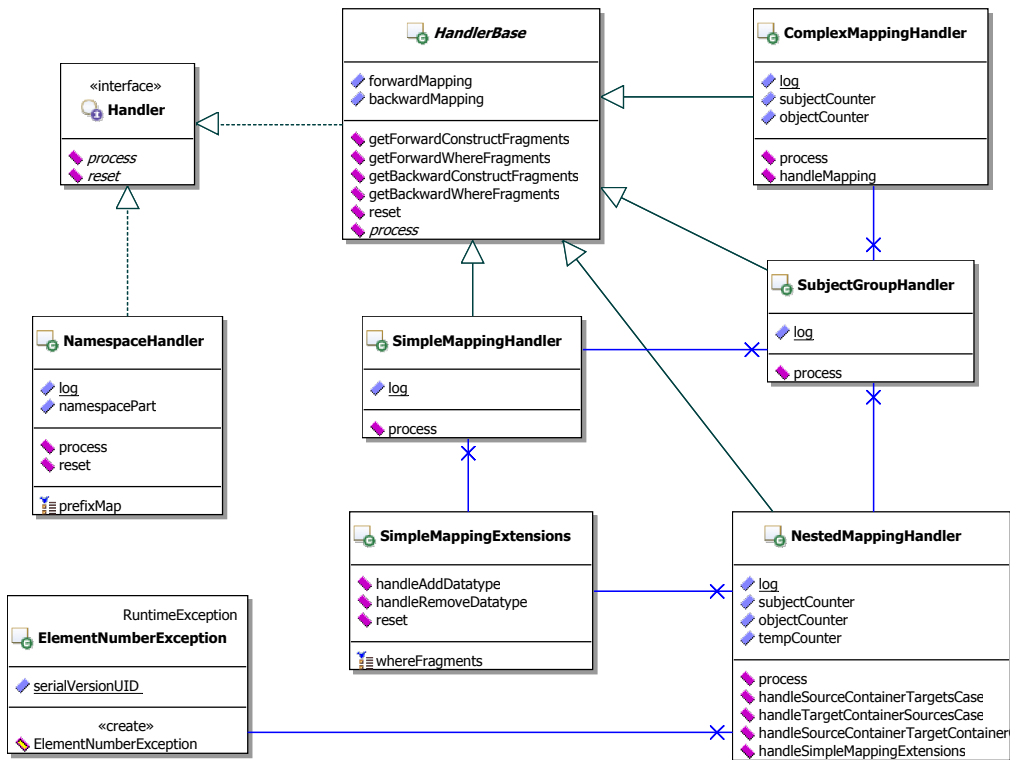 HandlerBase
forwardMapping
backwardMapping
getForwardConstructFragments
getForwardWhereFragments
getBackwardConstructFragments
getBackwardWhereFragments
reset
process
ComplexMappingHandler
log
subjectCounter
objectCounter
process
handleMapping
«interface»
Handler
process
reset
SubjectGroupHandler
log
process
NamespaceHandler
log
namespacePart
process
reset
prefixMap
SimpleMappingHandler
log
process
SimpleMappingExtensions
handleAddDatatype
handleRemoveDatatype
reset
whereFragments
NestedMappingHandler
log
subjectCounter
objectCounter
tempCounter
process
handleSourceContainerTargetsCase
handleTargetContainerSourcesCase
handleSourceContainerTargetContainer
handleSimpleMappingExtensions
RuntimeException
ElementNumberException
serialVersionUID
«create»
ElementNumberException